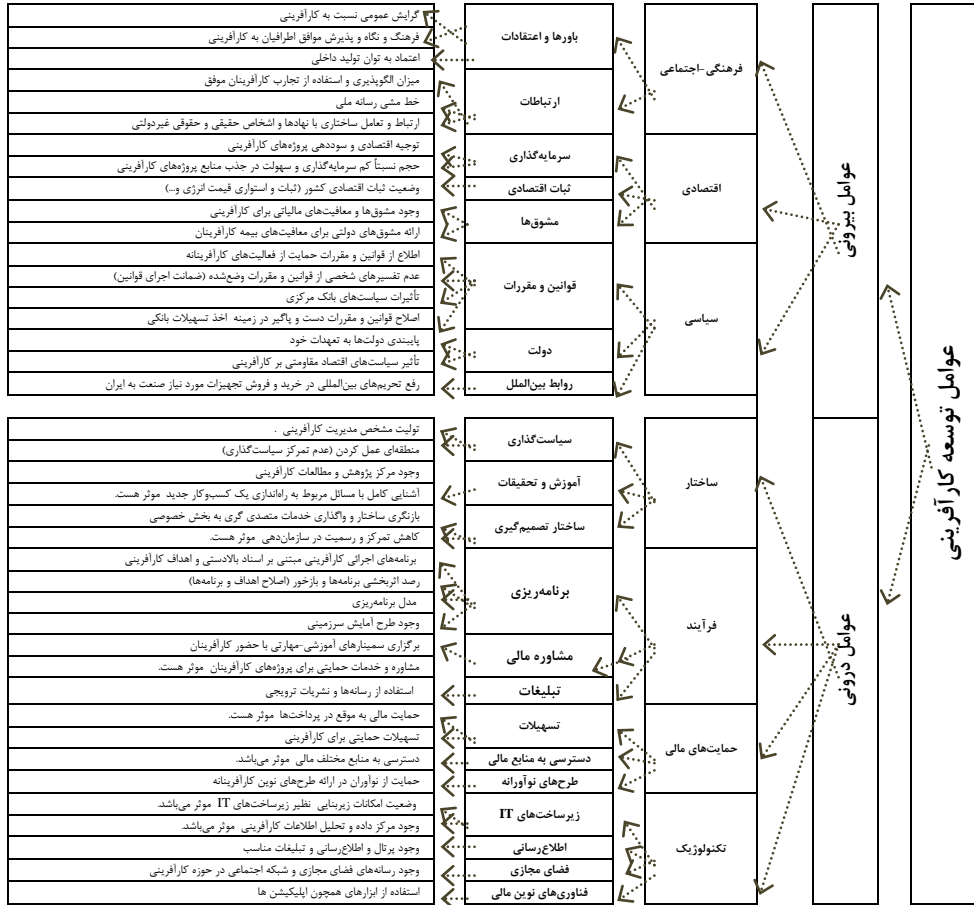 عوامل توسعه کارآفرینی
عوامل بیرونی
فرهنگی-اجتماعی
باورها و اعتقادات
گرایش عمومی نسبت به کارآفرینی
فرهنگ و نگاه و پذیرش موافق اطرافیان به کارآفرینی
اعتماد به توان تولید داخلی
ارتباطات
میزان الگوپذیری و استفاده از تجارب کارآفرینان موفق
خط مشی رسانه ملی
ارتباط و تعامل ساختاری با نهادها و اشخاص حقیقی و حقوقی غیردولتی
اقتصادی
سرمایه‌گذاری
توجیه اقتصادی و سوددهی پروژه‌های کارآفرینی
حجم نسبتاً کم سرمایه‌گذاری و سهولت در جذب منابع پروژه‌های کارآفرینی
ثبات اقتصادی
وضعیت ثبات اقتصادی کشور (ثبات و استواری قیمت انرژی و...)
مشوق‌ها
وجود مشوق‌ها و معافیت‌های مالیاتی برای کارآفرینی
ارائه مشوق‌های دولتی برای معافیت‌های بیمه کارآفرینان
سیاسی
قوانین و مقررات
اطلاع از قوانین و مقررات حمایت از فعالیت‌های کارآفرینانه
عدم تفسیرهای شخصی از قوانین و مقررات وضع‌شده (ضمانت اجرای قوانین)
تأثیرات سیاست‌های بانک مرکزی
اصلاح قوانین و مقررات دست و پاگیر در زمینه اخذ تسهیلات بانکی
دولت
پایبندی دولت‌ها به تعهدات خود
تأثیر سیاست‌های اقتصاد مقاومتی بر کارآفرینی
روابط بین‌الملل
رفع تحریم‌های بین‌المللی در خرید و فروش تجهیزات مورد نیاز صنعت به ایران
عوامل درونی
ساختار
سیاست‌گذاری
تولیت مشخص مدیریت کارآفرینی .
منطقه‌ای عمل کردن (عدم تمرکز سیاست‌گذاری)
آموزش و تحقیقات
وجود مرکز پژوهش و مطالعات کارآفرینی
آشنایی کامل با مسائل مربوط به راه‌اندازی یک کسب‌وکار جدید موثر هست.
ساختار تصمیم‌گیری
بازنگری ساختار و واگذاری خدمات متصدی گری به بخش خصوصی
کاهش تمرکز و رسمیت در سازمان‌دهی موثر هست.
فرآیند
برنامه‌ریزی
برنامه‌های اجرائی کارآفرینی مبتنی بر اسناد بالادستی و اهداف کارآفرینی
رصد اثربخشی برنامه‌ها و بازخور (اصلاح اهداف و برنامه‌ها)
مدل برنامه‌ریزی
وجود طرح آمایش سرزمینی
مشاوره مالی
برگزاری سمینارهای آموزشی-مهارتی با حضور کارآفرینان
مشاوره و خدمات حمایتی برای پروژه‌های کارآفرینان موثر هست.
تبلیغات
استفاده از رسانه‌ها و نشریات ترویجی
حمایت‌های مالی
تسهیلات
حمایت مالی به موقع در پرداخت‌ها موثر هست.
تسهیلات حمایتی برای کارآفرینی
دسترسی به منابع مالی
دسترسی به منابع مختلف مالی موثر می‌باشد.
طرح‌های نوآورانه
حمایت از نوآوران در ارائه طرح‌های نوین کارآفرینانه
تکنولوژیک
زیرساخت‌های IT
وضعیت امکانات زیربنایی نظیر زیرساخت‌های IT موثر می‌باشد.
وجود مرکز داده و تحلیل اطلاعات کارآفرینی موثر می‌باشد.
اطلاع‌رسانی
وجود پرتال و اطلاع‌رسانی و تبلیغات مناسب
فضای مجازی
وجود رسانه‌های فضای مجازی و شبکه اجتماعی در حوزه کارآفرینی
فناوری‌های نوین مالی
استفاده از ابزارهای همچون اپلیکیشن ها